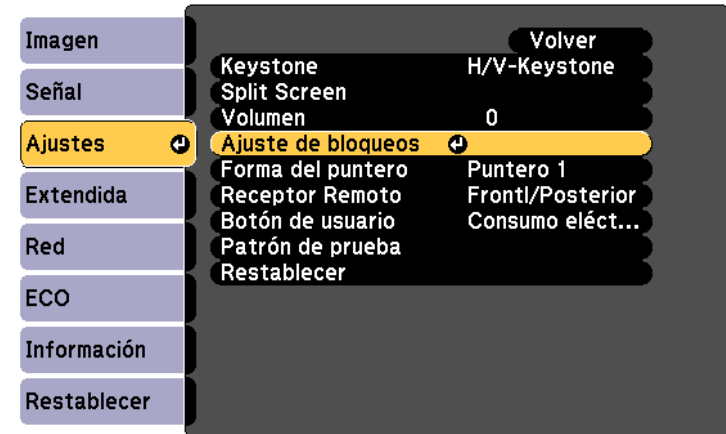 Imagen
Señal
Ajustes
Extendida
Red
ECO
Información
Restablecer
Volver
Keystone H/V-Keystone
Split Screen
Volumen 0
Ajuste de bloqueos
Forma del puntero Puntero 1
Receptor Remoto Frontl/Posterior
Botón de usuario Consumo eléct...
Patrón de prueba
Restablecer